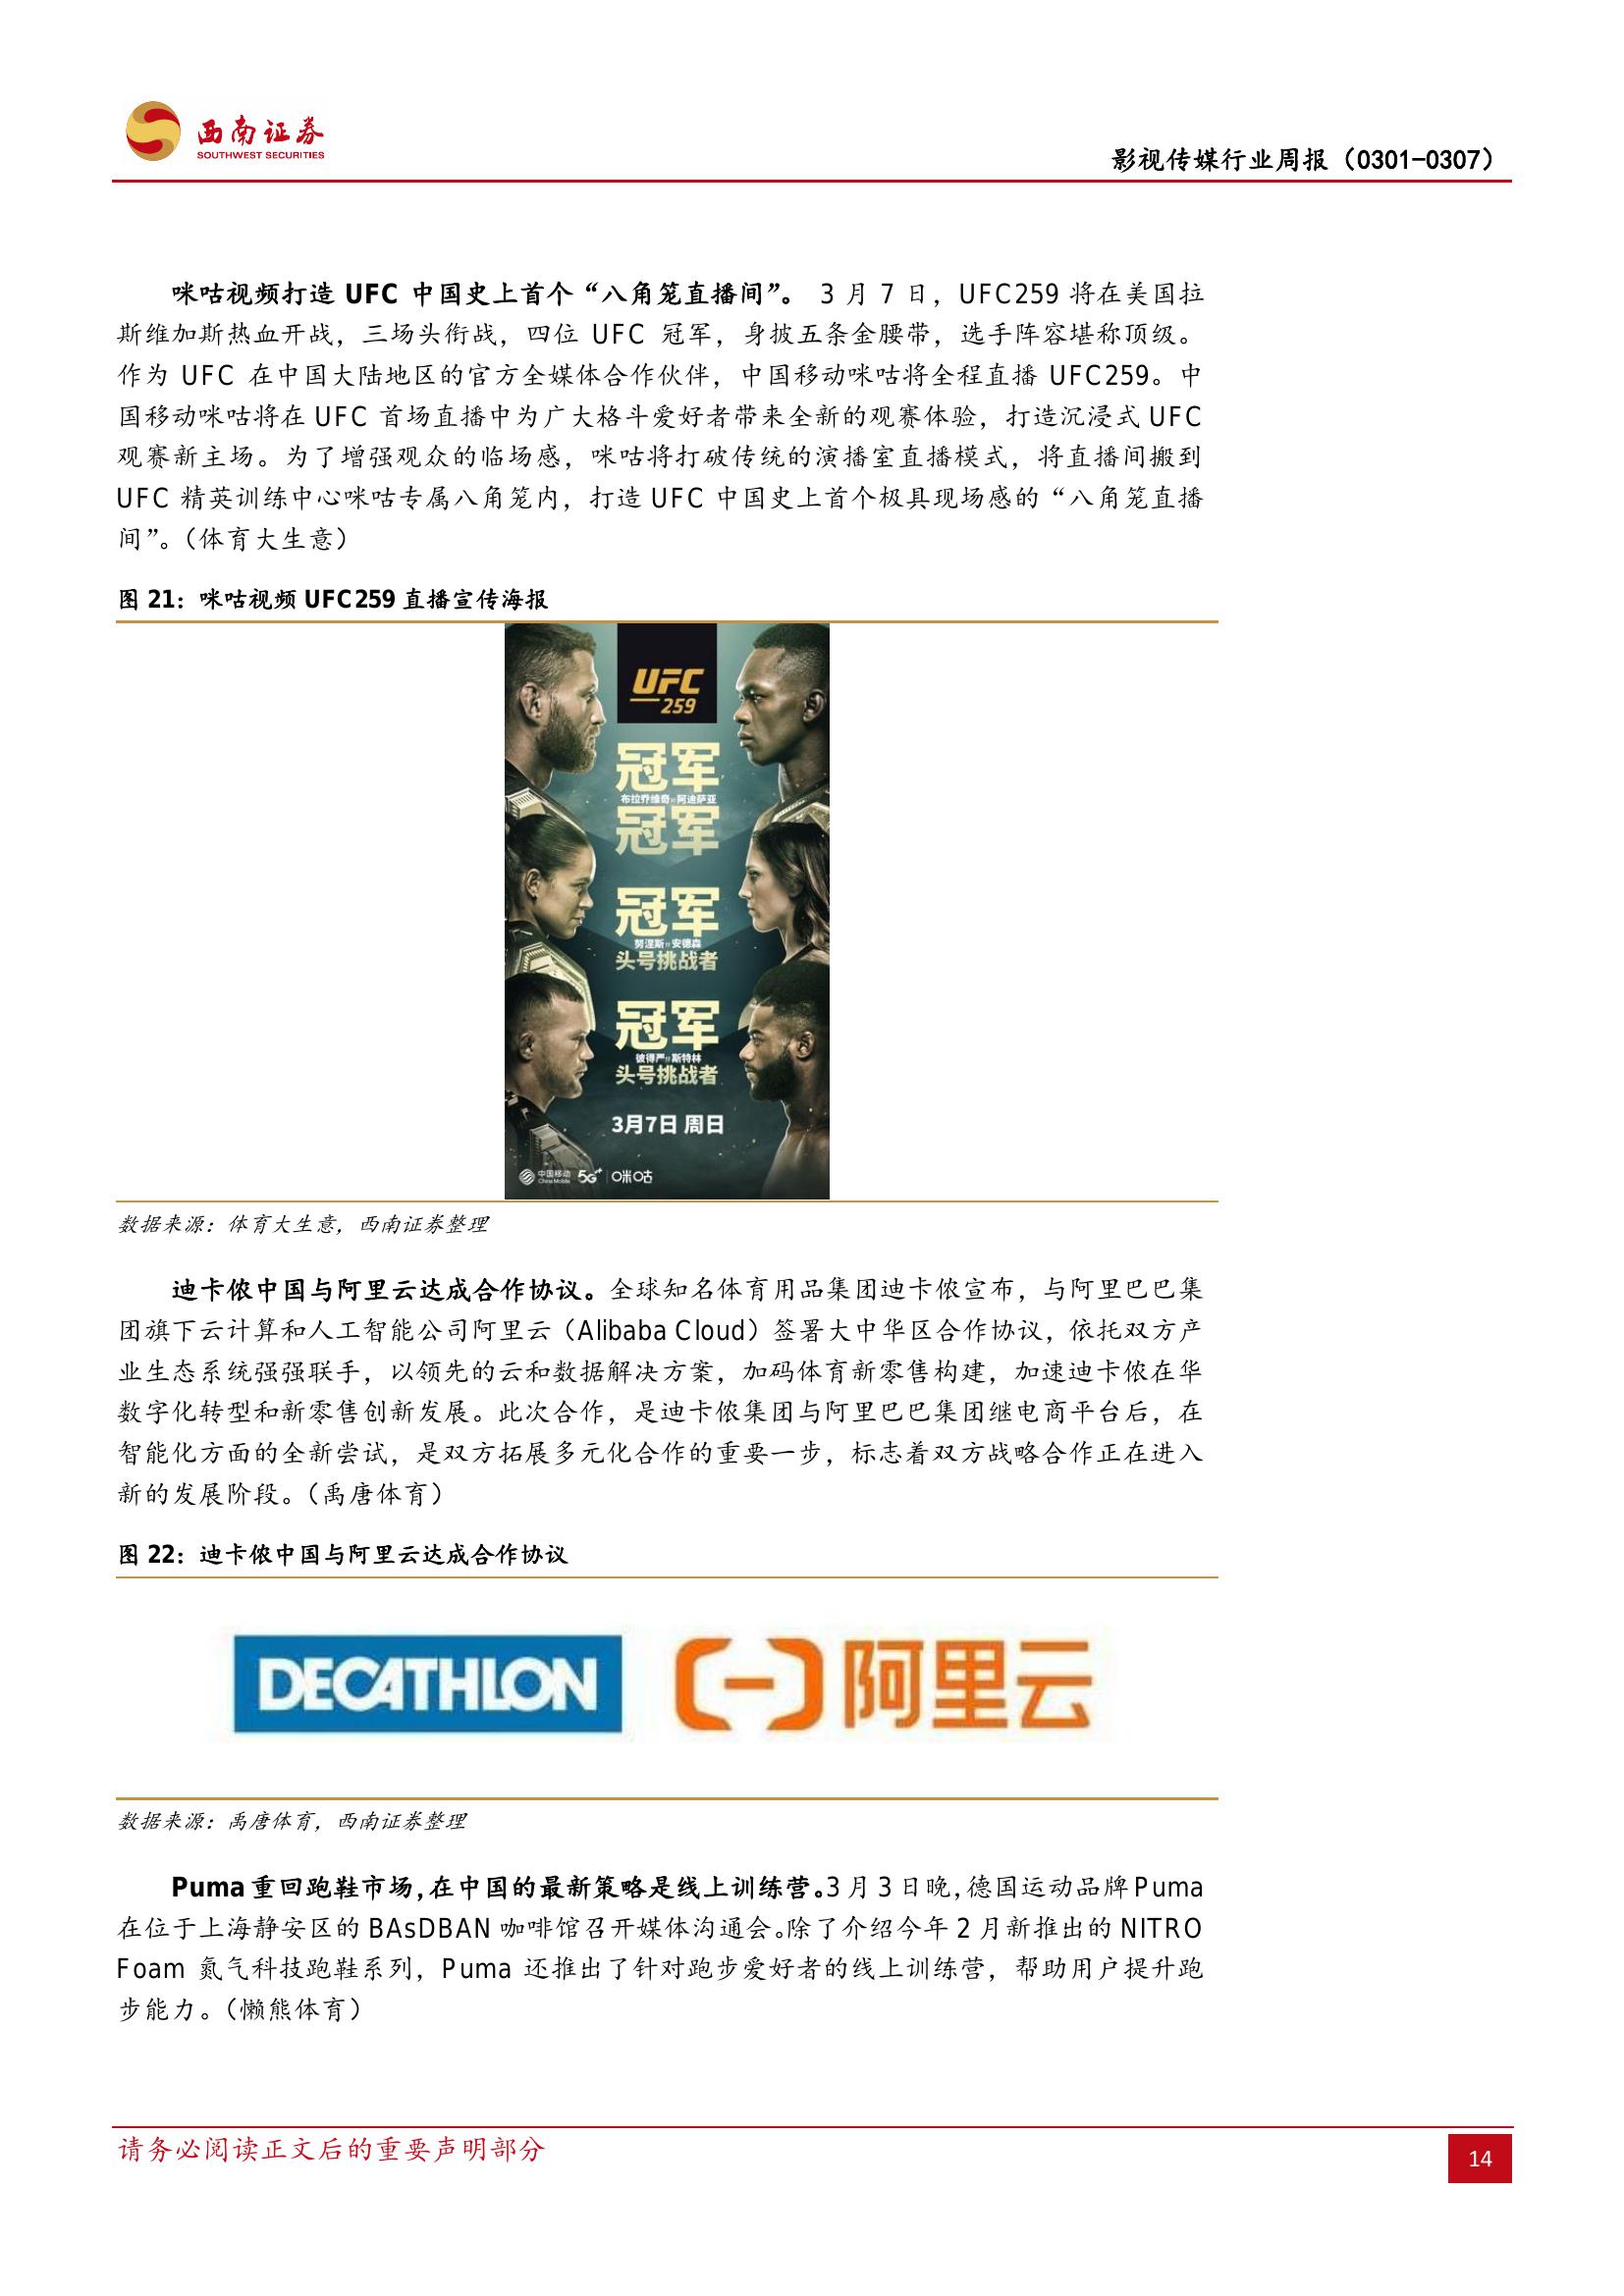 西南证券
SOUTHWEST SECURITIES
影视传媒行业周报（0301-0307）
咪咕视频打造 UFC 中国史上首个“八角笼直播间”。 3 月 7 日，UFC259 将在美国拉
斯维加斯热血开战，三场头衔战，四位 UFC 冠军，身披五条金腰带，选手阵容堪称顶级。
作为 UFC 在中国大陆地区的官方全媒体合作伙伴，中国移动咪咕将全程直播 UFC259。中
国移动咪咕将在 UFC 首场直播中为广大格斗爱好者带来全新的观赛体验，打造沉浸式 UFC
观赛新主场。为了增强观众的临场感，咪咕将打破传统的演播室直播模式，将直播间搬到
UFC 精英训练中心咪咕专属八角笼内，打造 UFC 中国史上首个极具现场感的“八角笼直播
间”。（体育大生意）
图 21：咪咕视频 UFC259 直播宣传海报
UFC
259
冠军
布拉乔维奇 阿迪萨亚
冠军
冠军
努涅斯 安德森
头号挑战者
冠军
彼得严 斯特林
头号挑战者
3月7日 周日
中国移动 China Mobile 5G+ 咪咕
数据来源：体育大生意，西南证券整理
迪卡侬中国与阿里云达成合作协议。全球知名体育用品集团迪卡侬宣布，与阿里巴巴集
团旗下云计算和人工智能公司阿里云（Alibaba Cloud）签署大中华区合作协议，依托双方产
业生态系统强强联手，以领先的云和数据解决方案，加码体育新零售构建，加速迪卡侬在华
数字化转型和新零售创新发展。此次合作，是迪卡侬集团与阿里巴巴集团继电商平台后，在
智能化方面的全新尝试，是双方拓展多元化合作的重要一步，标志着双方战略合作正在进入
新的发展阶段。（禹唐体育）
图 22：迪卡侬中国与阿里云达成合作协议
DECATHLON 阿里云
数据来源：禹唐体育，西南证券整理
Puma 重回跑鞋市场，在中国的最新策略是线上训练营。3 月 3 日晚，德国运动品牌 Puma
在位于上海静安区的 BAsDBAN 咖啡馆召开媒体沟通会。除了介绍今年 2 月新推出的 NITRO
Foam 氮气科技跑鞋系列，Puma 还推出了针对跑步爱好者的线上训练营，帮助用户提升跑
步能力。（懒熊体育）
请务必阅读正文后的重要声明部分
14